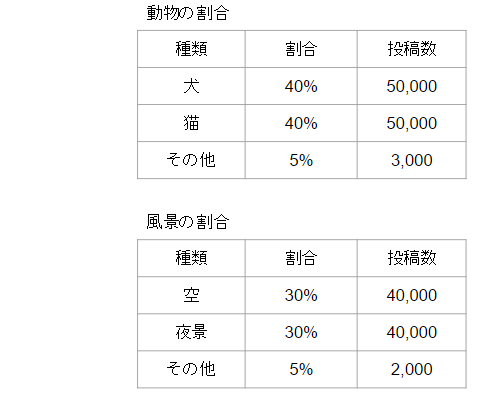 動物の割合
種類 割合 投稿数
犬 40% 50,000
猫 40% 50,000
その他 5% 3,000
風景の割合
種類 割合 投稿数
空 30% 40,000
夜景 30% 40,000
その他 5% 2,000